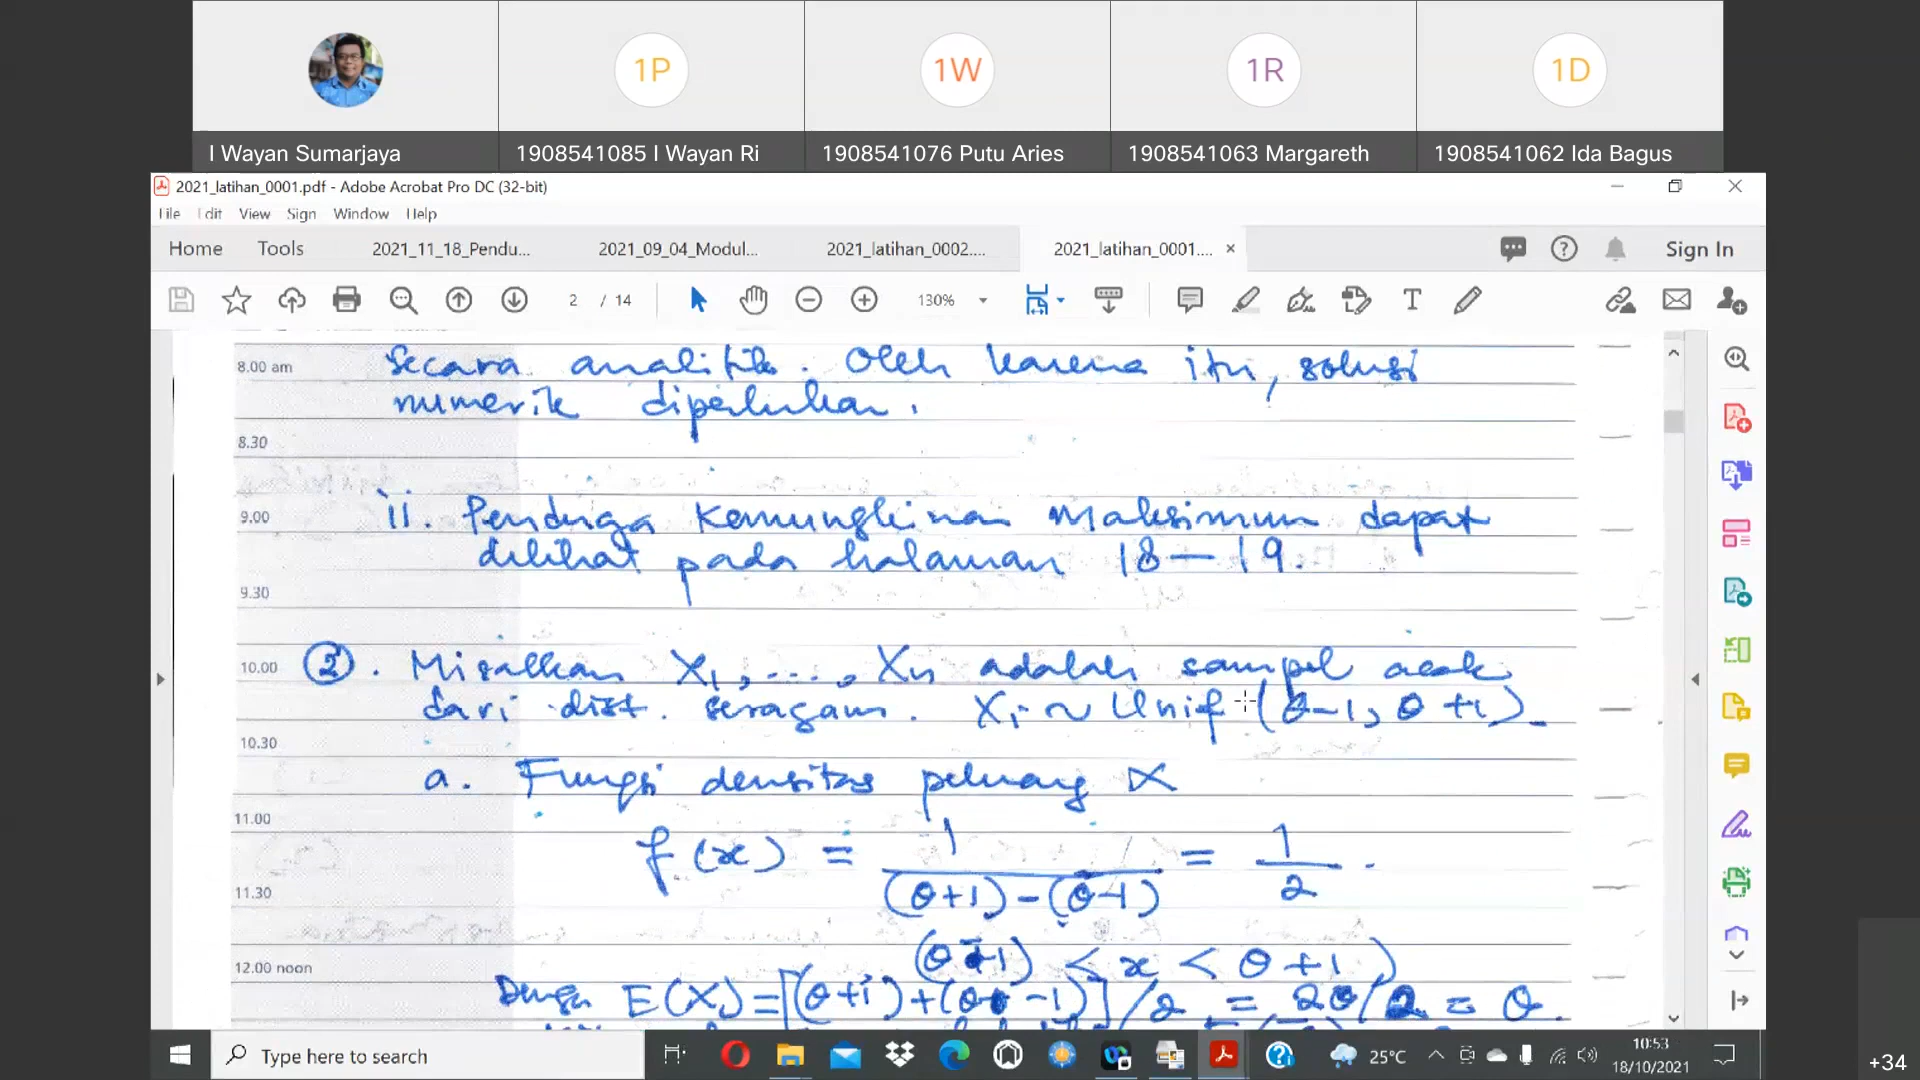 1P
1W
1R
1D
I Wayan Sumarjaya
1908541085 I Wayan Ri
1908541076 Putu Aries
1908541063 Margareth
1908541062 Ida Bagus
2021_latihan_0001.pdf - Adobe Acrobat Pro DC (32-bit)
File Edit View Sign Window Help
Home Tools 2021_11_18_Pendu... 2021_09_04_Modul... 2021_latihan_0002.... 2021_latihan_0001.... × Sign In
2 / 14 130%
8.00 am
secara analitik. Oleh karena itu, solusi
numerik diperlukan.
8.30
9.00
ii. Penduga kemungkinan maksimum dapat
dilihat pada halaman 18 — 19.
9.30
10.00
2. Misalkan X1, ..., Xn adalah sampel acak
dari dist. seragam. Xi ~ Unif (θ-1, θ+1)
10.30
a. Fungsi densitas peluang X
11.00
f(x) = 1 / (θ+1) - (θ-1) = 1/2.
11.30
(θ-1) < x < θ+1)
12.00 noon
Dengan E(X) = [(θ+1)+(θ-1)]/2 = 2θ/2 = θ.
Type here to search
25°C
10:53
18/10/2021
+34